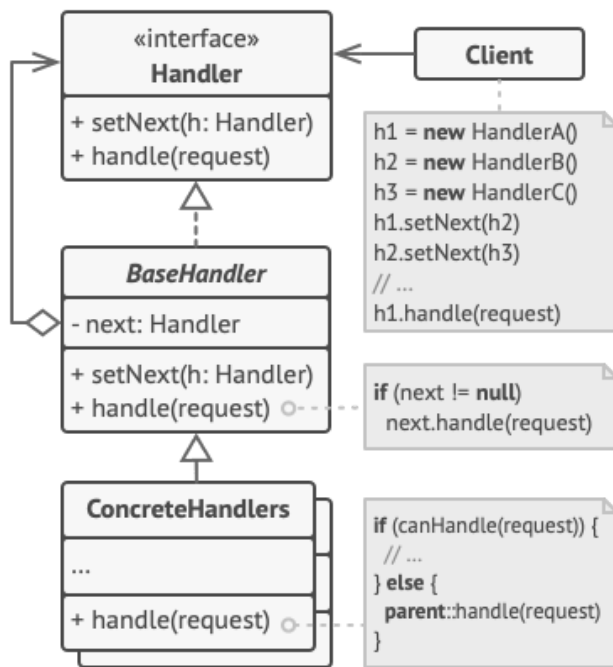 «interface»
Handler
+ setNext(h: Handler)
+ handle(request)
Client
h1 = new HandlerA()
h2 = new HandlerB()
h3 = new HandlerC()
h1.setNext(h2)
h2.setNext(h3)
// ...
h1.handle(request)
BaseHandler
- next: Handler
+ setNext(h: Handler)
+ handle(request)
if (next != null)
next.handle(request)
ConcreteHandlers
...
+ handle(request)
if (canHandle(request)) {
// ...
} else {
parent::handle(request)
}